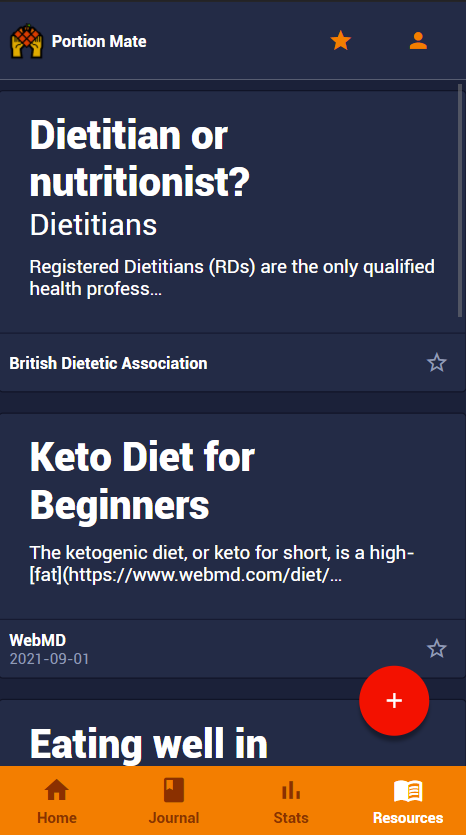 Portion Mate
Dietitian or
nutritionist?
Dietitians
Registered Dietitians (RDs) are the only qualified
health profess...
British Dietetic Association
Keto Diet for
Beginners
The ketogenic diet, or keto for short, is a high-
[fat](https://www.webmd.com/diet/...
WebMD
2021-09-01
Eating well in
Home
Journal
Stats
Resources